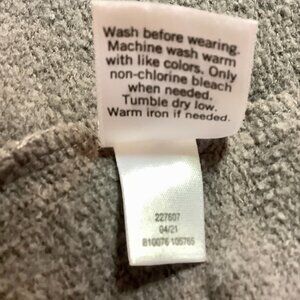 Wash before wearing.
Machine wash warm
with like colors. Only
non-chlorine bleach
when needed.
Tumble dry low.
Warm iron if needed.
227607
04/21
B10076 105765